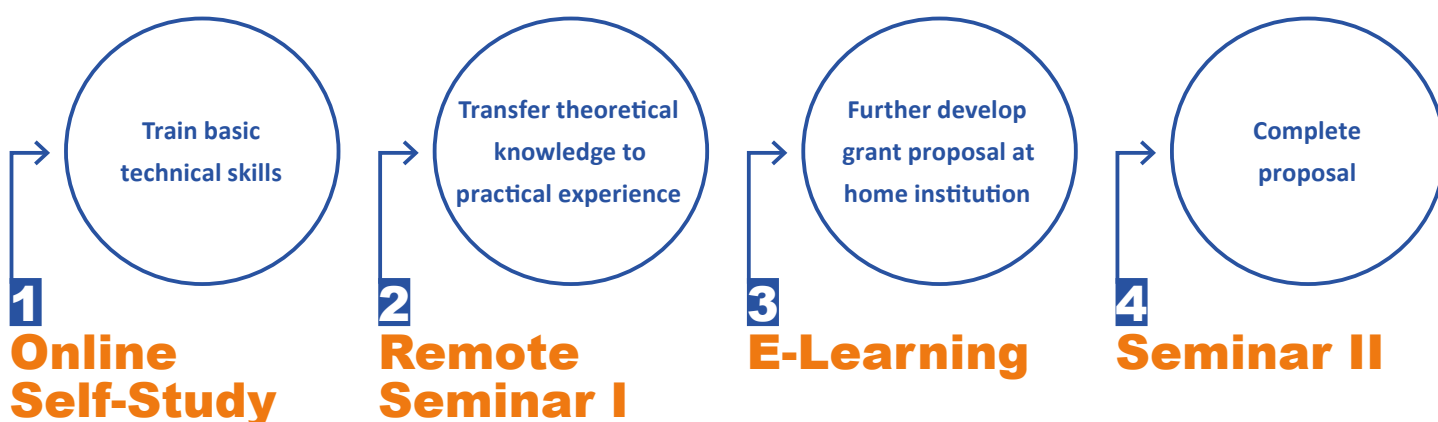 Train basic
technical skills
1
Online
Self-Study
Transfer theoretical
knowledge to
practical experience
2
Remote
Seminar I
Further develop
grant proposal at
home institution
3
E-Learning
Complete
proposal
4
Seminar II